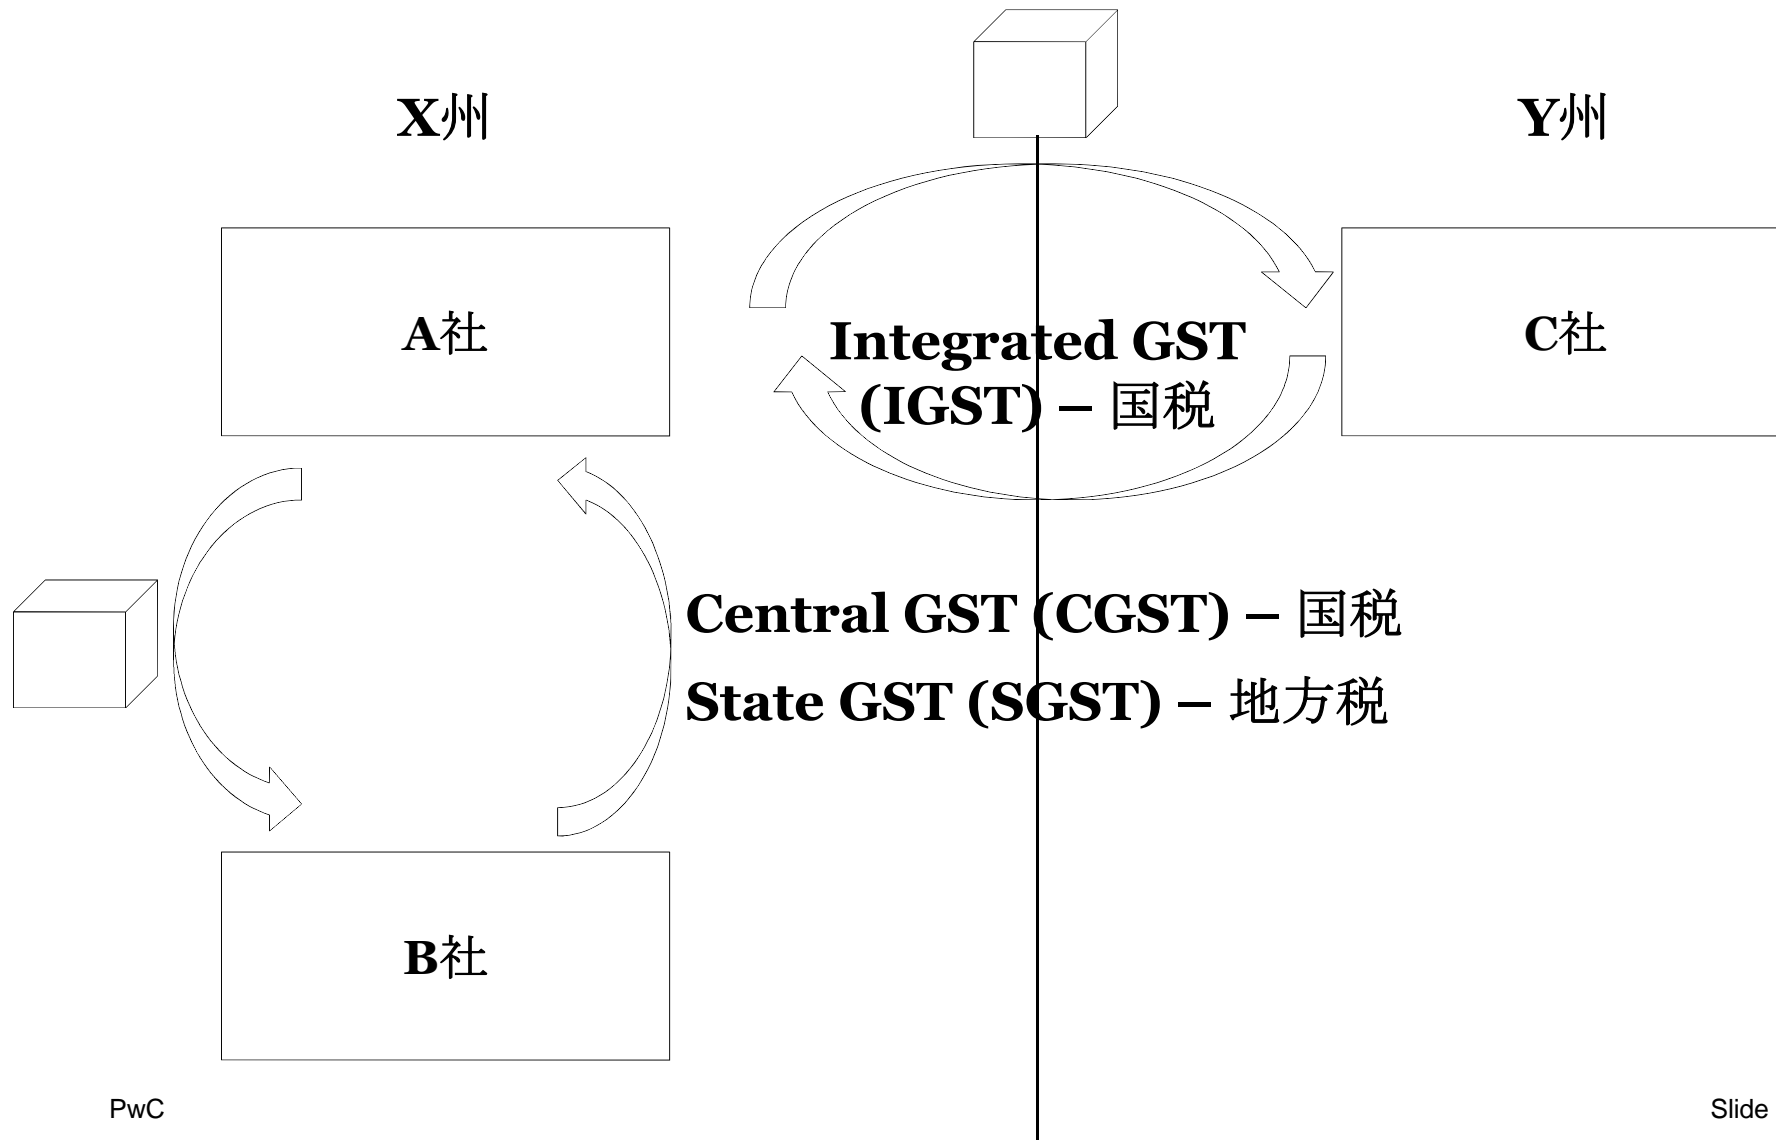 X州
Y州
A社
Integrated GST
(IGST) – 国税
C社
Central GST (CGST) – 国税
State GST (SGST) – 地方税
B社
PwC
Slide